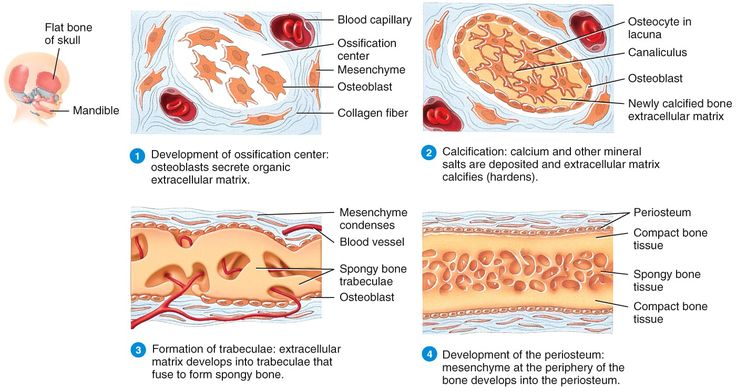 Flat bone
of skull
Mandible
Blood capillary
Ossification
center
Mesenchyme
Osteoblast
Collagen fiber
1 Development of ossification center:
osteoblasts secrete organic
extracellular matrix.
Osteocyte in
lacuna
Canaliculus
Osteoblast
Newly calcified bone
extracellular matrix
2 Calcification: calcium and other mineral
salts are deposited and extracellular matrix
calcifies (hardens).
Mesenchyme
condenses
Blood vessel
Spongy bone
trabeculae
Osteoblast
3 Formation of trabeculae: extracellular
matrix develops into trabeculae that
fuse to form spongy bone.
Periosteum
Compact bone
tissue
Spongy bone
tissue
Compact bone
tissue
4 Development of the periosteum:
mesenchyme at the periphery of the
bone develops into the periosteum.